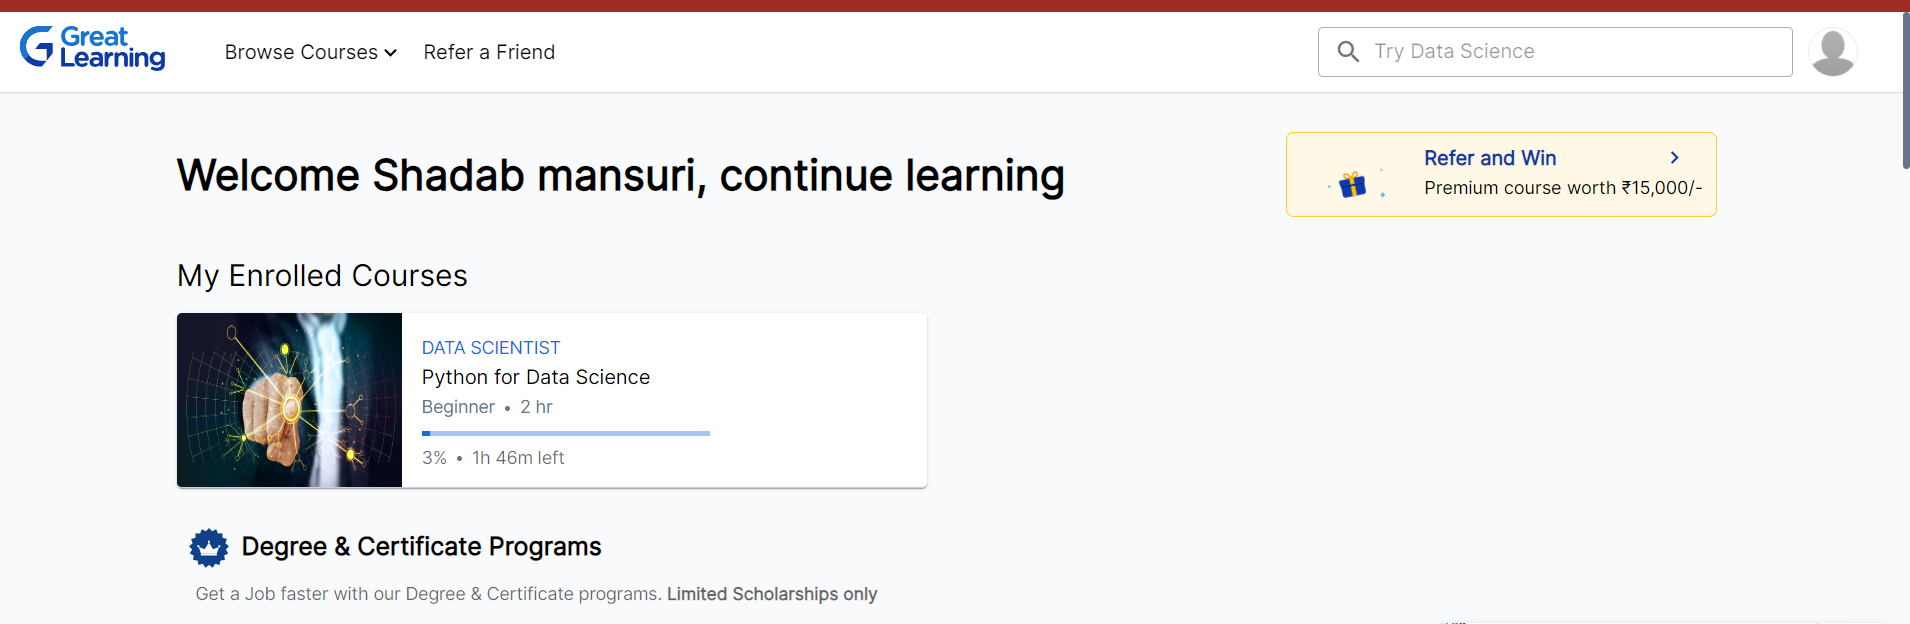 Great
Learning
Browse Courses
Refer a Friend
Try Data Science
Welcome Shadab mansuri, continue learning
Refer and Win
Premium course worth ₹15,000/-
My Enrolled Courses
DATA SCIENTIST
Python for Data Science
Beginner • 2 hr
3% • 1h 46m left
Degree & Certificate Programs
Get a Job faster with our Degree & Certificate programs. Limited Scholarships only